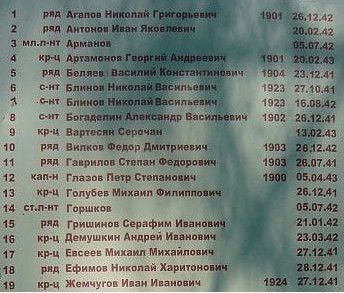 1 ряд Агапов Николай Григорьевич 1901 26.12.42
2 ряд Антонов Иван Яковлевич 20.02.42
3 мл.л-нт Арманов 05.07.42
4 кр-ц Артамонов Георгий Андреевич 1901 20.02.43
5 ряд Беляев Василий Константинович 1904 23.12.41
6 с-нт Блинов Николай Васильевич 1923 27.10.41
7 с-нт Блинов Николай Васильевич 1923 16.08.42
8 с-нт Богаделин Александр Васильевич 1902 26.12.41
9 кр-ц Вартесян Серочан 13.02.43
10 ряд Вилков Федор Дмитриевич 1903 28.12.42
11 ряд Гаврилов Степан Федорович 1903 26.07.41
12 кап-н Глазов Петр Степанович 1900 05.04.43
13 кр-ц Голубев Михаил Филиппович 26.12.41
14 ст.л-нт Горшков 05.07.42
15 ряд Гришинов Серафим Иванович 21.01.42
16 кр-ц Демушкин Андрей Иванович 23.03.42
17 кр-ц Евсеев Михаил Михайлович 27.12.41
18 ряд Ефимов Николай Харитонович 28.12.41
19 кр-ц Жемчугов Иван Иванович 1924 27.12.41